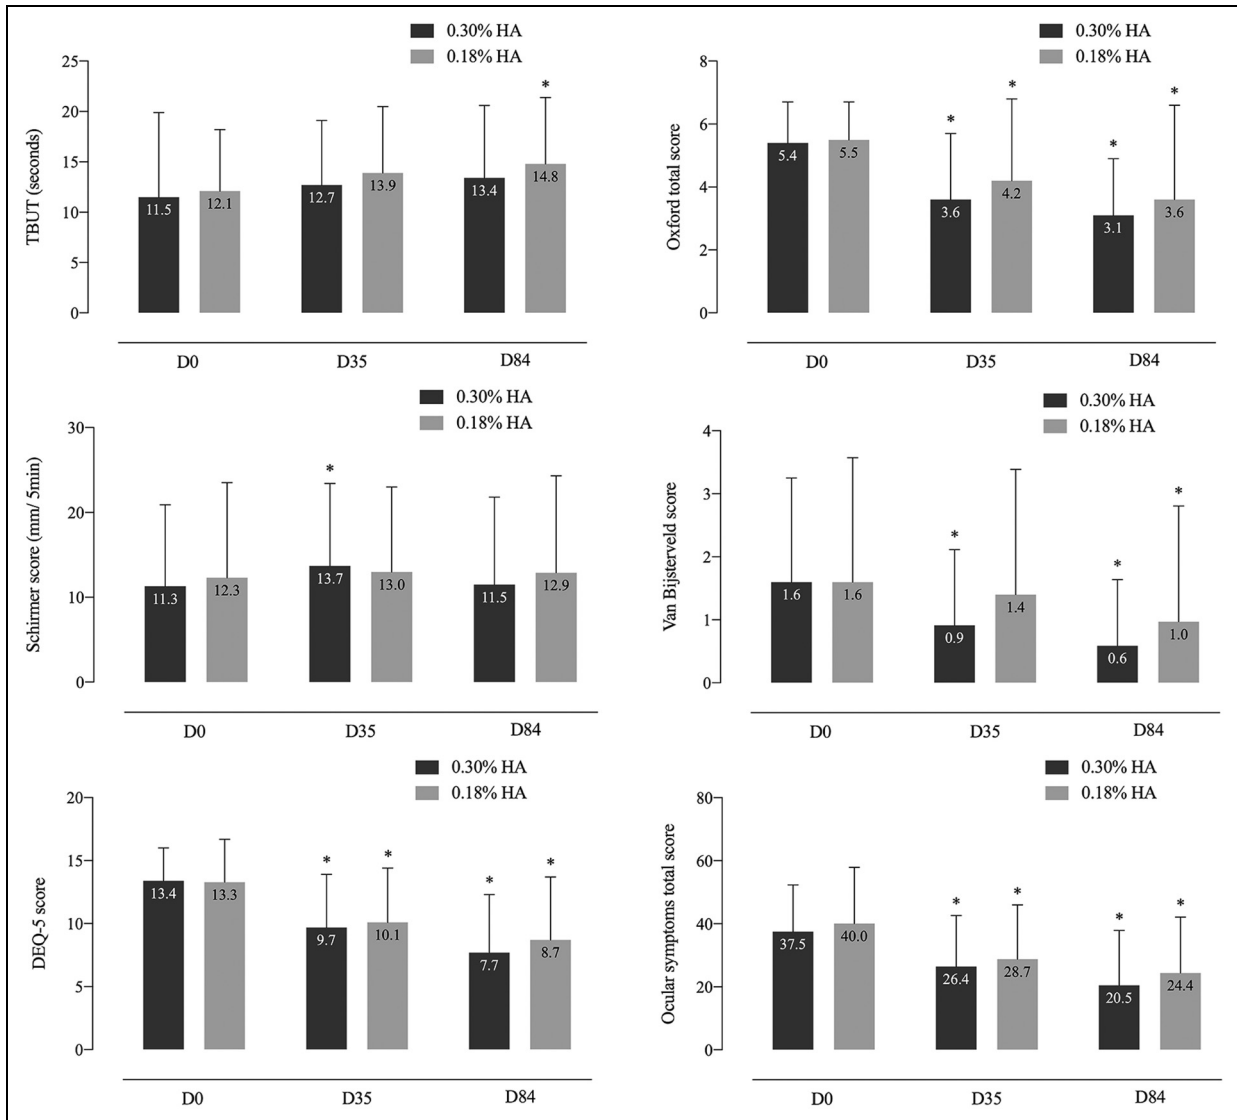 0.30% HA
0.18% HA
TBUT (seconds)
25
20
15
10
5
0
*
11.5
12.1
12.7
13.9
13.4
14.8
D0
D35
D84
0.30% HA
0.18% HA
Oxford total score
8
6
4
2
0
*
*
*
*
5.4
5.5
3.6
4.2
3.1
3.6
D0
D35
D84
0.30% HA
0.18% HA
Schirmer score (mm/ 5min)
30
20
10
0
*
11.3
12.3
13.7
13.0
11.5
12.9
D0
D35
D84
0.30% HA
0.18% HA
Van Bijsterveld score
4
3
2
1
0
*
*
*
1.6
1.6
0.9
1.4
0.6
1.0
D0
D35
D84
0.30% HA
0.18% HA
DEQ-5 score
20
15
10
5
0
*
*
*
*
13.4
13.3
9.7
10.1
7.7
8.7
D0
D35
D84
0.30% HA
0.18% HA
Ocular symptoms total score
80
60
40
20
0
*
*
*
*
37.5
40.0
26.4
28.7
20.5
24.4
D0
D35
D84